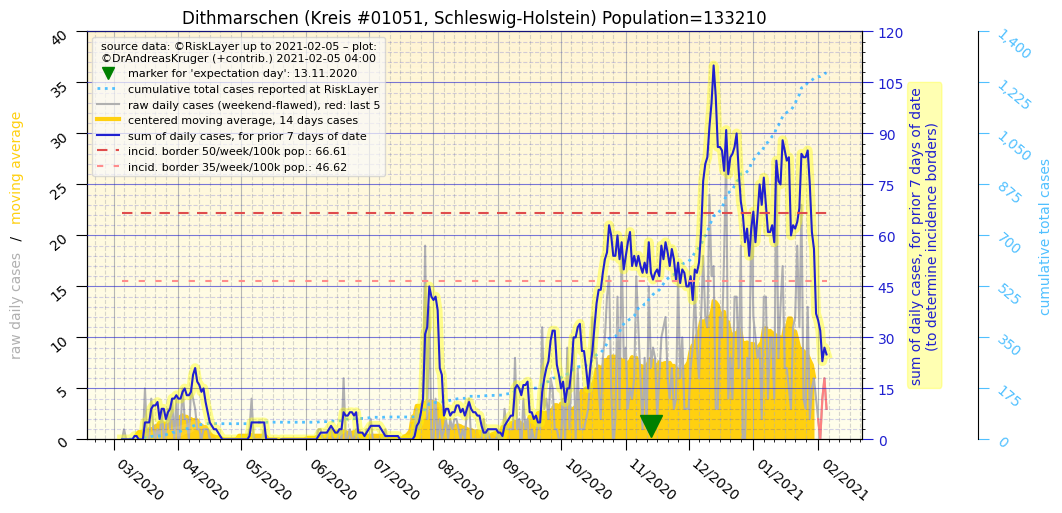 Dithmarschen (Kreis #01051, Schleswig-Holstein) Population=133210
source data: ©RiskLayer up to 2021-02-05 – plot:
©DrAndreasKruger (+contrib.) 2021-02-05 04:00
marker for 'expectation day': 13.11.2020
cumulative total cases reported at RiskLayer
raw daily cases (weekend-flawed), red: last 5
centered moving average, 14 days cases
sum of daily cases, for prior 7 days of date
incid. border 50/week/100k pop.: 66.61
incid. border 35/week/100k pop.: 46.62
raw daily cases / moving average
40
35
30
25
20
15
10
5
0
03/2020
04/2020
05/2020
06/2020
07/2020
08/2020
09/2020
10/2020
11/2020
12/2020
01/2021
02/2021
120
105
90
75
60
45
30
15
0
sum of daily cases, for prior 7 days of date
(to determine incidence borders)
1,400
1,225
1,050
875
700
525
350
175
0
cumulative total cases